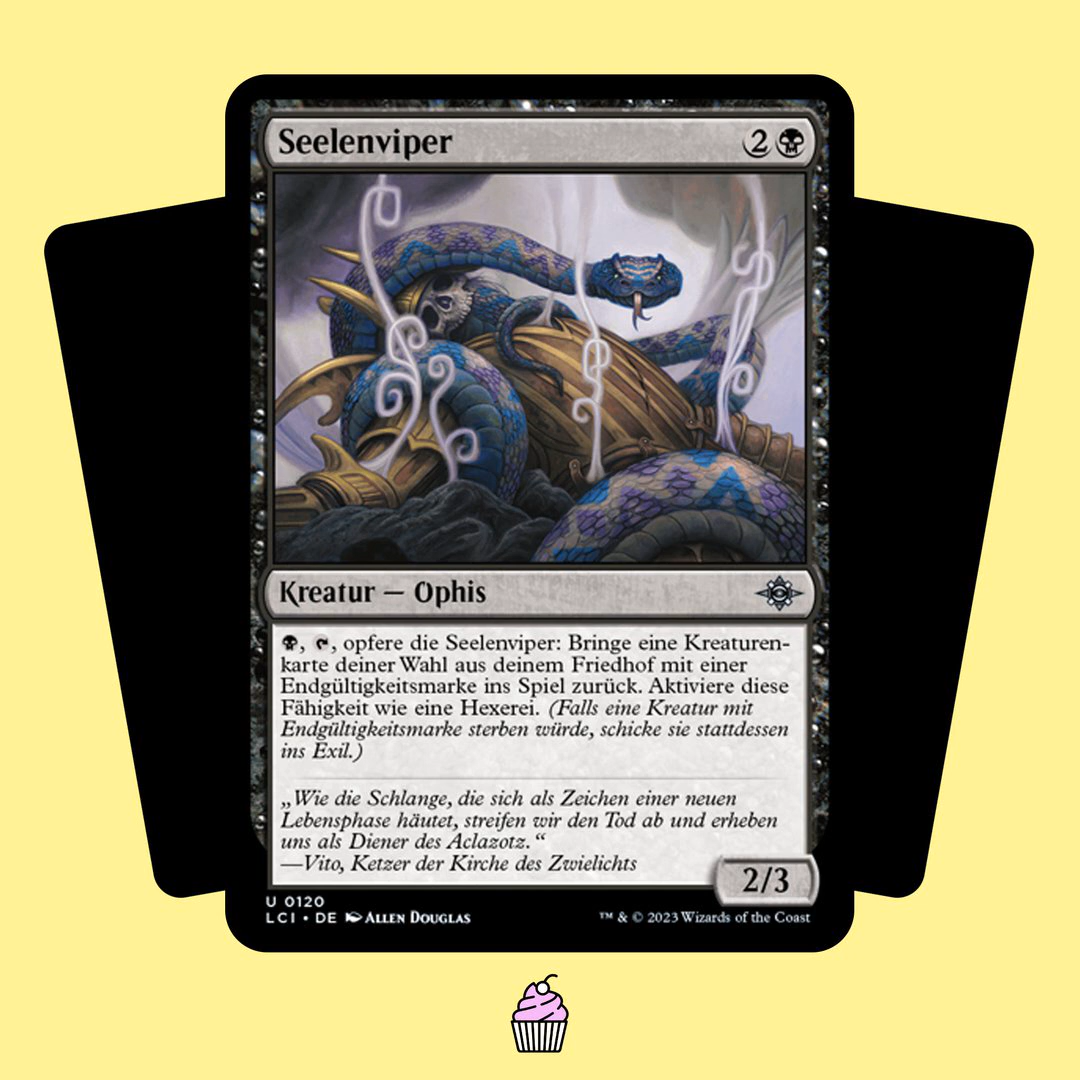 Seelenviper 2
Kreatur — Ophis
, , opfere die Seelenviper: Bringe eine Kreaturen-
karte deiner Wahl aus deinem Friedhof mit einer
Endgültigkeitsmarke ins Spiel zurück. Aktiviere diese
Fähigkeit wie eine Hexerei. (Falls eine Kreatur mit
Endgültigkeitsmarke sterben würde, schicke sie stattdessen
ins Exil.)
„Wie die Schlange, die sich als Zeichen einer neuen
Lebensphase häutet, streifen wir den Tod ab und erheben
uns als Diener des Aclazotz.“
—Vito, Ketzer der Kirche des Zwielichts
2/3
U 0120
LCI • DE Allen Douglas ™ & © 2023 Wizards of the Coast